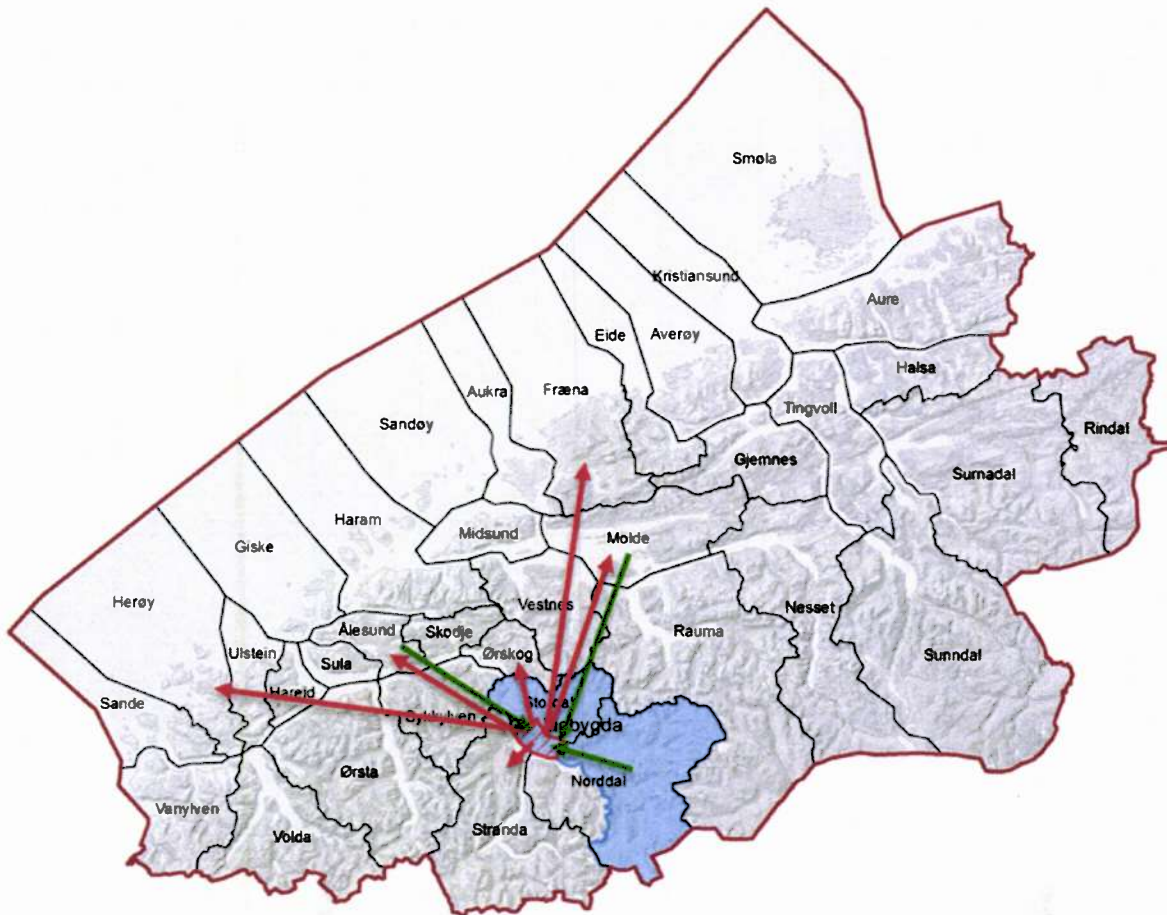 Smøla
Kristiansund
Aure
Eide
Averøy
Halsa
Aukra
Fræna
Tingvoll
Sandøy
Rindal
Gjemnes
Surnadal
Haram
Midsund
Molde
Giske
Herøy
Vestnes
Nesset
Ålesund
Skodje
Rauma
Ulstein
Sula
Ørskog
Sunndal
Hareid
Sande
Stordal
Sykkylven
Norddal
Ørsta
Vanylven
Volda
Stranda